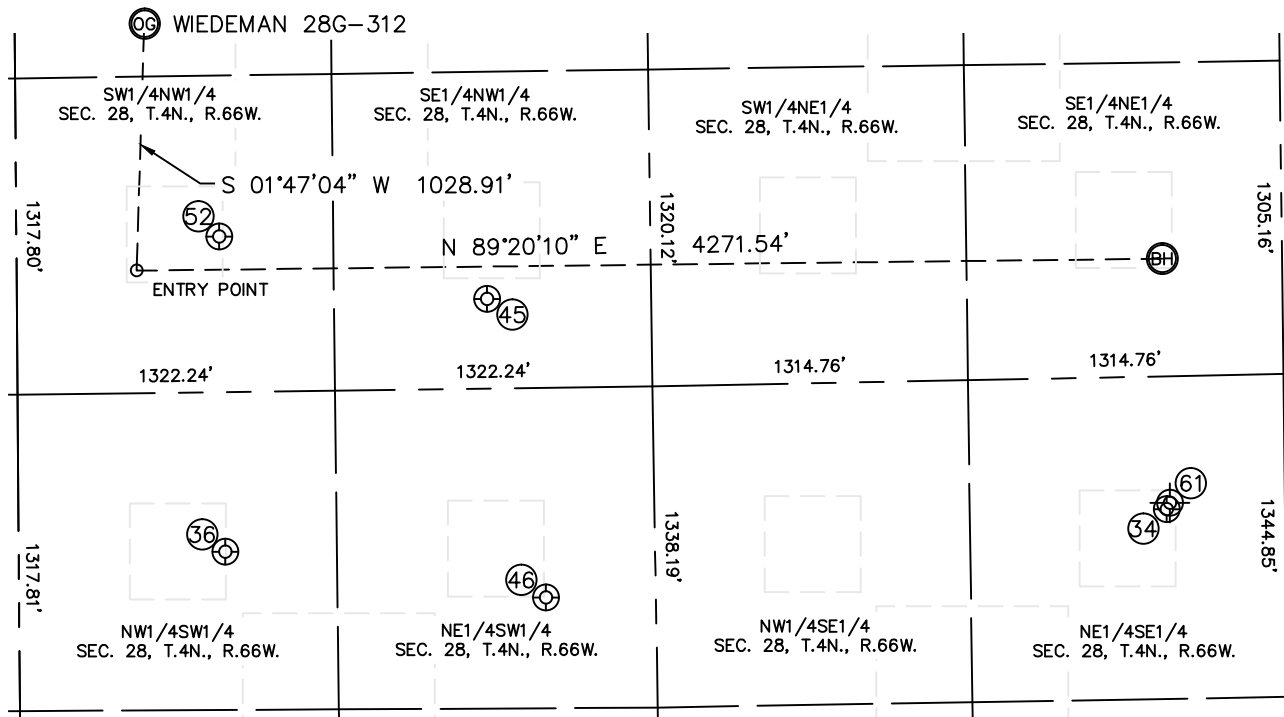 OG WIEDEMAN 28G-312
SW1/4NW1/4
SEC. 28, T.4N., R.66W.
SE1/4NW1/4
SEC. 28, T.4N., R.66W.
SW1/4NE1/4
SEC. 28, T.4N., R.66W.
SE1/4NE1/4
SEC. 28, T.4N., R.66W.
S 01°47'04" W 1028.91'
1317.80'
52
1320.12'
1305.16'
N 89°20'10" E 4271.54'
BH
ENTRY POINT
45
1322.24'
1322.24'
1314.76'
1314.76'
61
34
1317.81'
36
46
1338.19'
1344.85'
NW1/4SW1/4
SEC. 28, T.4N., R.66W.
NE1/4SW1/4
SEC. 28, T.4N., R.66W.
NW1/4SE1/4
SEC. 28, T.4N., R.66W.
NE1/4SE1/4
SEC. 28, T.4N., R.66W.